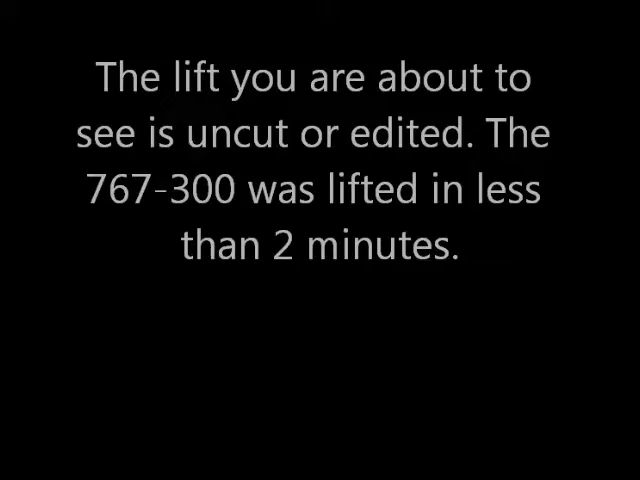 The lift you are about to
see is uncut or edited. The
767-300 was lifted in less
than 2 minutes.